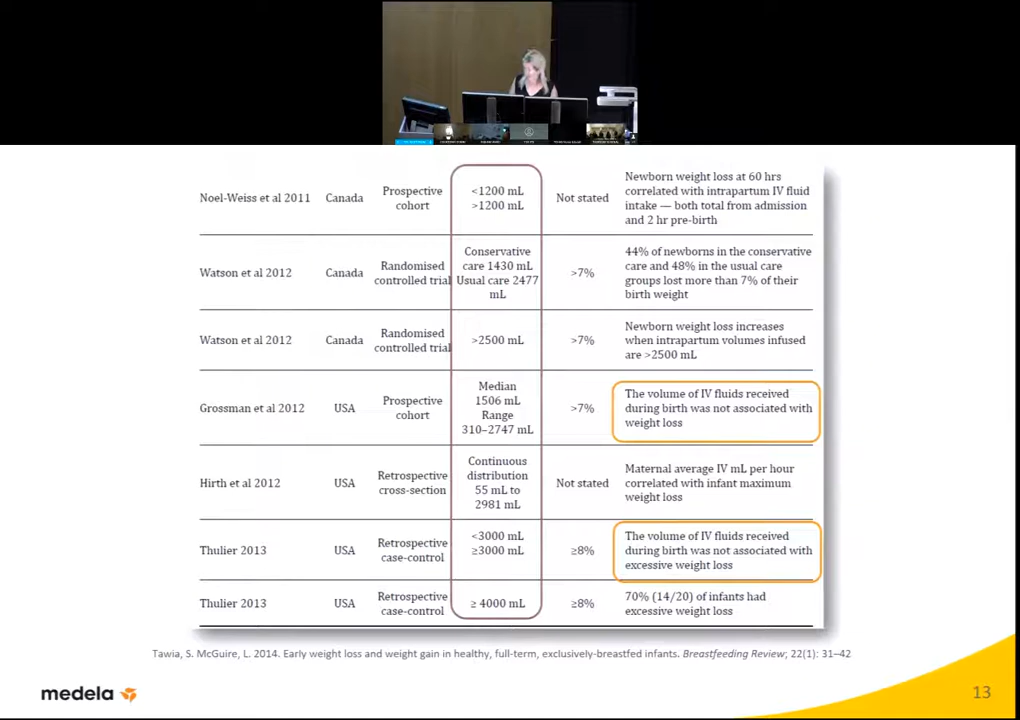 Noel-Weiss et al 2011
Canada
Prospective
cohort
<1200 mL
>1200 mL
Not stated
Newborn weight loss at 60 hrs
correlated with intrapartum IV fluid
intake — both total from admission
and 2 hr pre-birth
Watson et al 2012
Canada
Randomised
controlled trial
Conservative
care 1430 mL
Usual care 2477
mL
>7%
44% of newborns in the conservative
care and 48% in the usual care
groups lost more than 7% of their
birth weight
Watson et al 2012
Canada
Randomised
controlled trial
>2500 mL
>7%
Newborn weight loss increases
when intrapartum volumes infused
are >2500 mL
Grossman et al 2012
USA
Prospective
cohort
Median
1506 mL
Range
310–2747 mL
>7%
The volume of IV fluids received
during birth was not associated with
weight loss
Hirth et al 2012
USA
Retrospective
cross-section
Continuous
distribution
55 mL to
2981 mL
Not stated
Maternal average IV mL per hour
correlated with infant maximum
weight loss
Thulier 2013
USA
Retrospective
case-control
<3000 mL
≥3000 mL
≥8%
The volume of IV fluids received
during birth was not associated with
excessive weight loss
Thulier 2013
USA
Retrospective
case-control
≥ 4000 mL
≥8%
70% (14/20) of infants had
excessive weight loss
Tawia, S. McGuire, L. 2014. Early weight loss and weight gain in healthy, full-term, exclusively-breastfed infants. Breastfeeding Review; 22(1): 31–42
medela
13